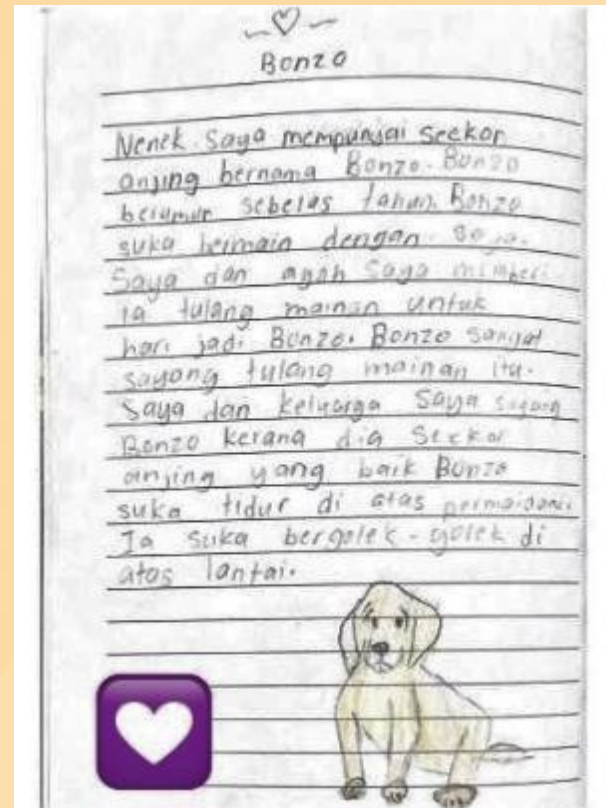 Bonzo
Nenek saya mempunyai seekor
anjing bernama Bonzo. Bonzo
berumur sebelas tahun. Bonzo
suka bermain dengan saya.
Saya dan ayah saya memberi
ia tulang mainan untuk
hari jadi Bonzo. Bonzo sangat
sayang tulang mainan itu.
Saya dan keluarga saya sayang
Bonzo kerana dia seekor
anjing yang baik Bonzo
suka tidur di atas permaidani.
Ia suka bergolek-golek di
atas lantai.